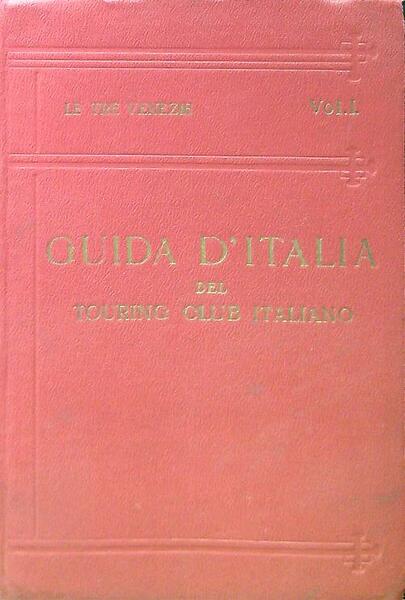 LE TRE VENEZIE Vol. I.
GUIDA D'ITALIA
DEL
TOURING CLUB ITALIANO